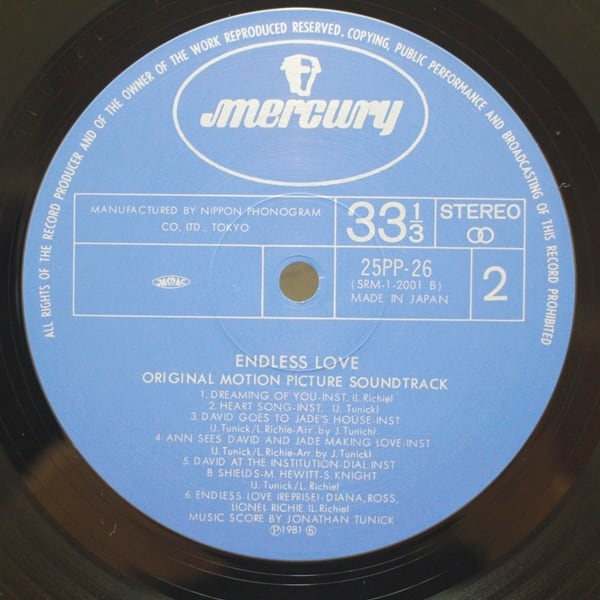 ALL RIGHTS OF THE RECORD PRODUCER AND OF THE OWNER OF THE WORK REPRODUCED RESERVED. COPYING, PUBLIC PERFORMANCE AND BROADCASTING OF THIS RECORD PROHIBITED
mercury
MANUFACTURED BY NIPPON PHONOGRAM
CO., LTD., TOKYO
33 1/3
STEREO
JASRAC
25PP-26
(SRM-1-2001 B)
MADE IN JAPAN
2
ENDLESS LOVE
ORIGINAL MOTION PICTURE SOUNDTRACK
1. DREAMING OF YOU-INST. (L. Richie)
2. HEART SONG-INST. (J. Tunick)
3. DAVID GOES TO JADE'S HOUSE-INST
(J. Tunick/L. Richie-Arr. by J. Tunich)
4 ANN SEES DAVID AND JADE MAKING LOVE-INST
(J. Tunick/L. Richie-Arr. by J. Tunick)
5. DAVID AT THE INSTITUTION-DIAL.INST
B. SHIELDS-M. HEWITT-S. KNIGHT
(J. Tunick/L. Richie)
6. ENDLESS LOVE (REPRISE)-DIANA, ROSS,
LIONEL RICHIE (L. Richie)
MUSIC SCORE BY JONATHAN TUNICK
Ⓟ1981 ⑥